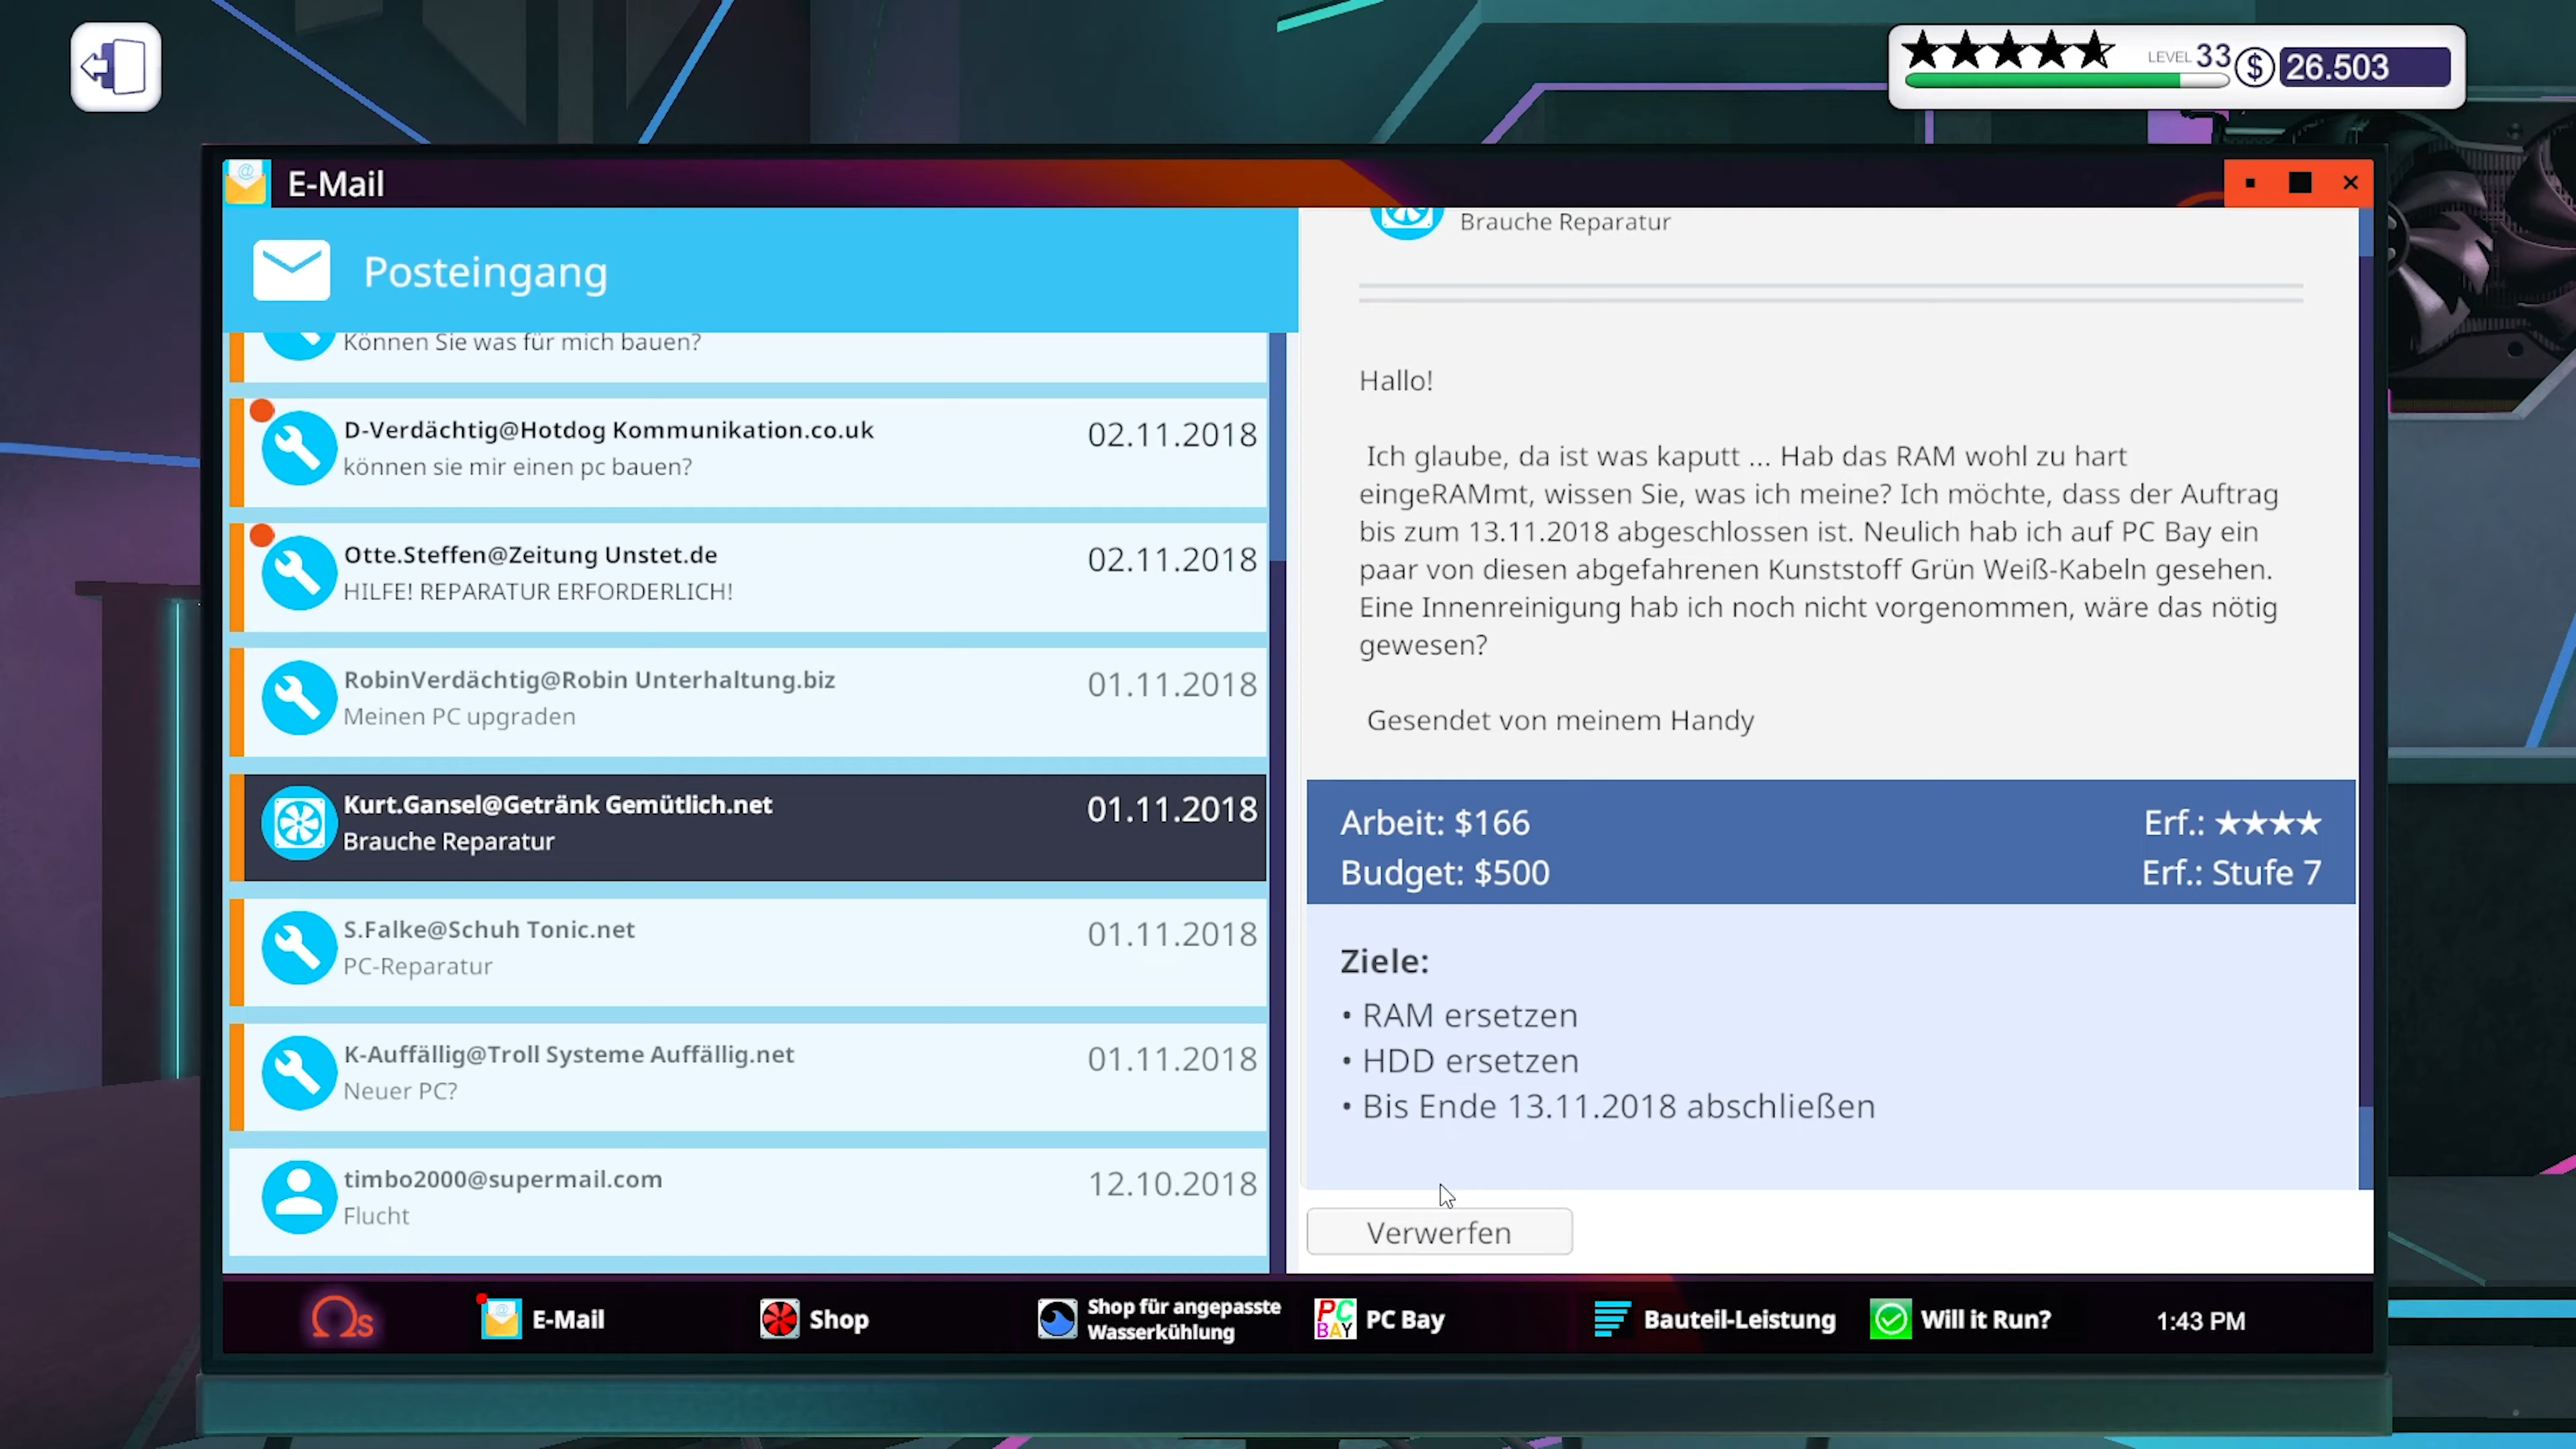 LEVEL 33
$ 26.503
E-Mail
Posteingang
Können Sie was für mich bauen?
D-Verdächtig@Hotdog Kommunikation.co.uk
02.11.2018
können sie mir einen pc bauen?
Otte.Steffen@Zeitung Unstet.de
02.11.2018
HILFE! REPARATUR ERFORDERLICH!
RobinVerdächtig@Robin Unterhaltung.biz
01.11.2018
Meinen PC upgraden
Kurt.Gansel@Getränk Gemütlich.net
01.11.2018
Brauche Reparatur
S.Falke@Schuh Tonic.net
01.11.2018
PC-Reparatur
K-Auffällig@Troll Systeme Auffällig.net
01.11.2018
Neuer PC?
timbo2000@supermail.com
12.10.2018
Flucht
Brauche Reparatur
Hallo!
Ich glaube, da ist was kaputt ... Hab das RAM wohl zu hart
eingeRAMmt, wissen Sie, was ich meine? Ich möchte, dass der Auftrag
bis zum 13.11.2018 abgeschlossen ist. Neulich hab ich auf PC Bay ein
paar von diesen abgefahrenen Kunststoff Grün Weiß-Kabeln gesehen.
Eine Innenreinigung hab ich noch nicht vorgenommen, wäre das nötig
gewesen?
Gesendet von meinem Handy
Arbeit: $166
Erf.: ★★★★
Budget: $500
Erf.: Stufe 7
Ziele:
• RAM ersetzen
• HDD ersetzen
• Bis Ende 13.11.2018 abschließen
Verwerfen
Ωs
E-Mail
Shop
Shop für angepasste
Wasserkühlung
PC
BAY
PC Bay
Bauteil-Leistung
Will it Run?
1:43 PM